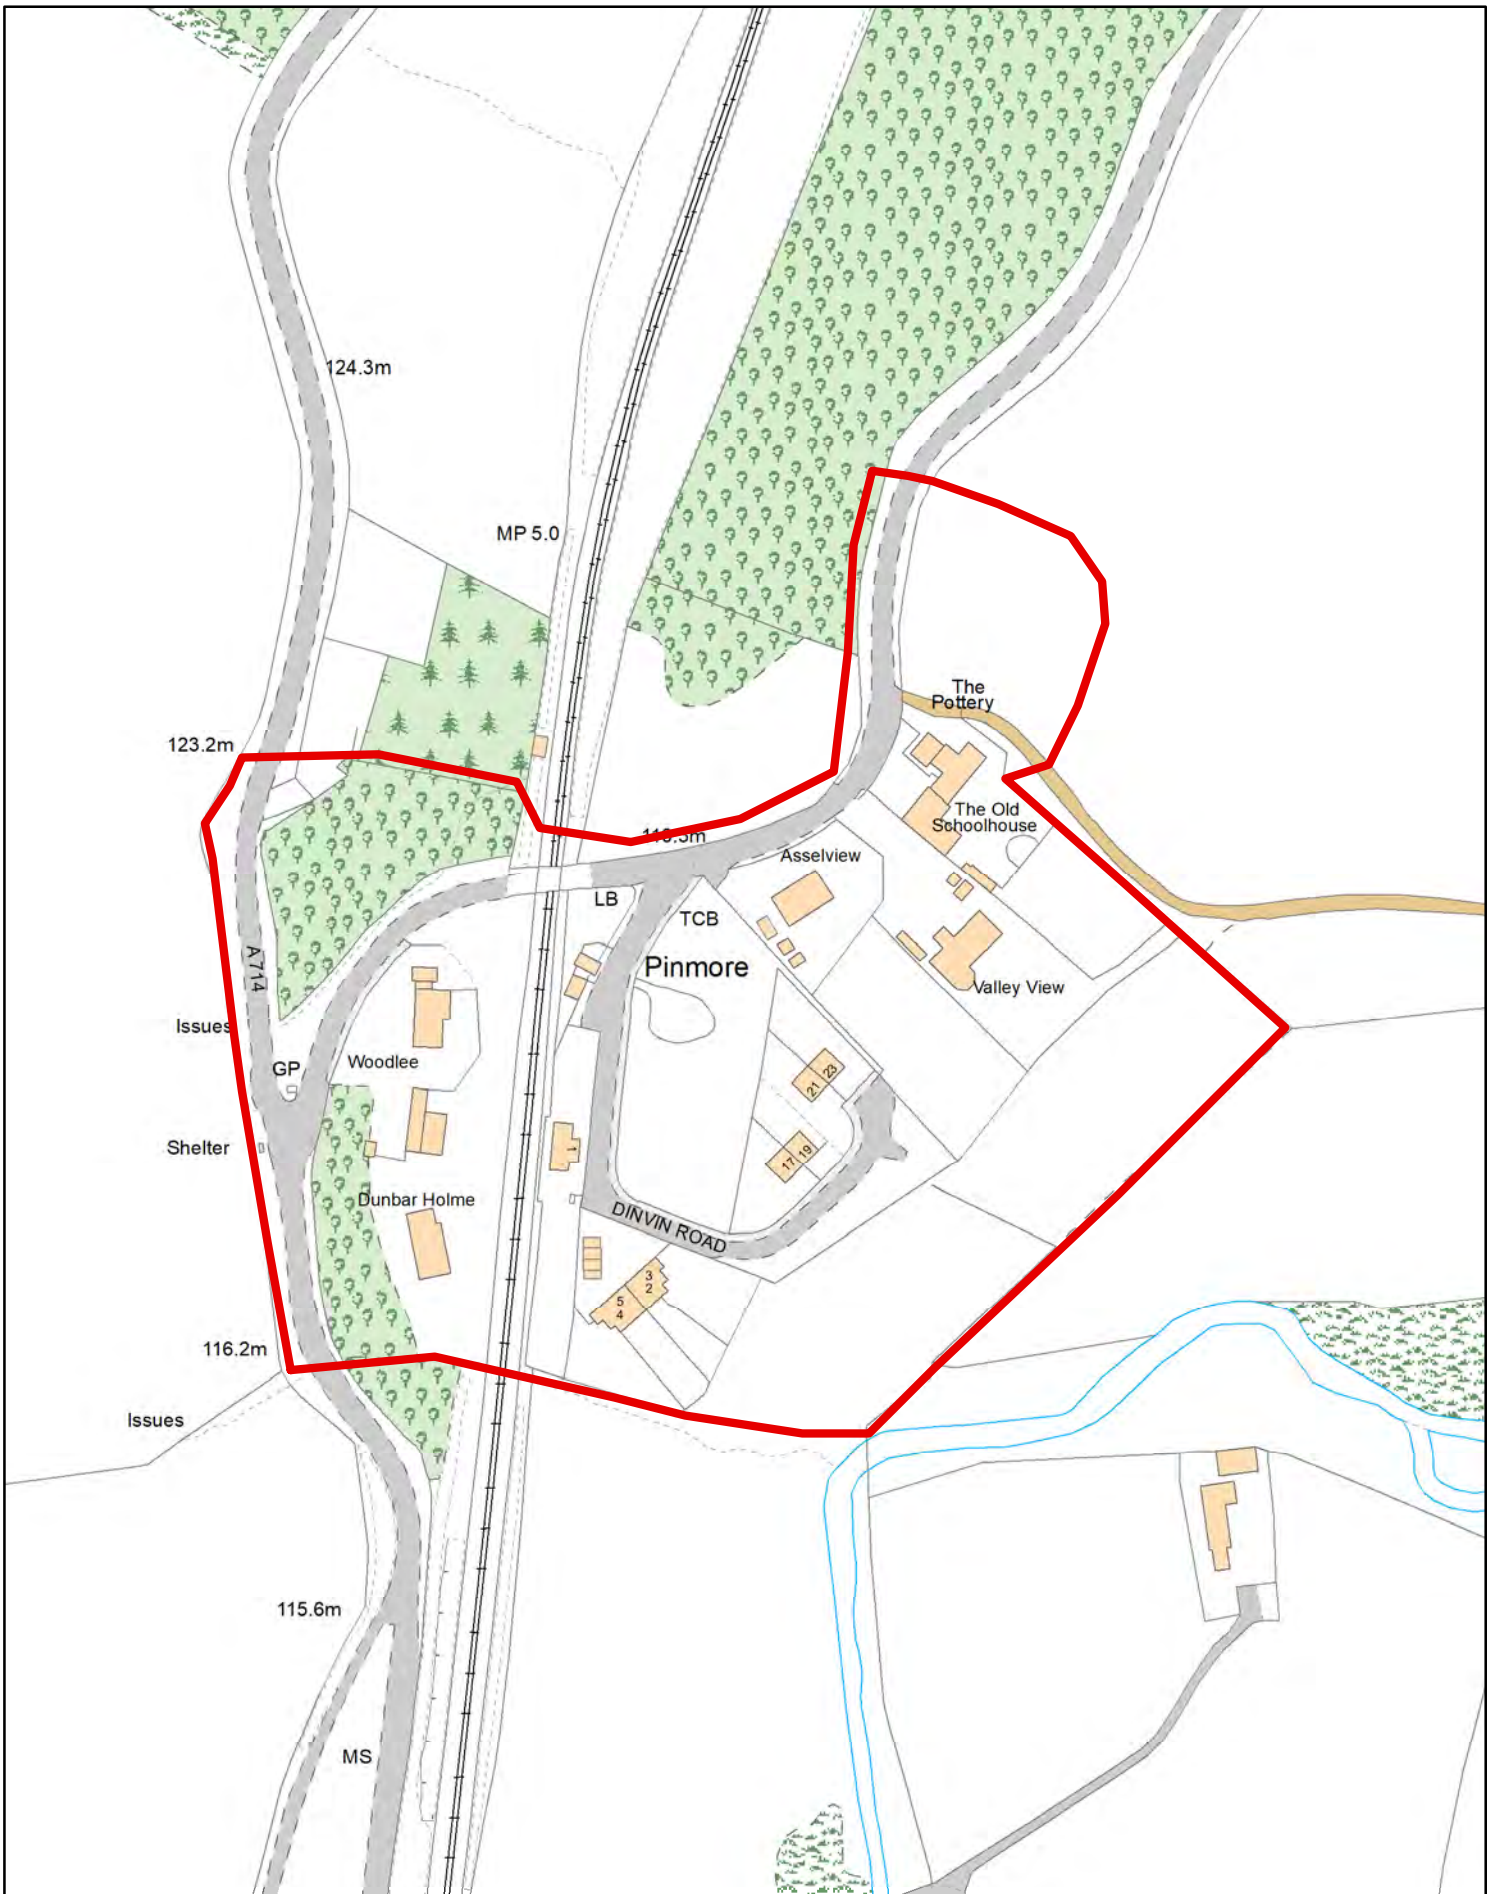 124.3m
MP 5.0
The
Pottery
123.2m
The Old
Schoolhouse
Asselview
LB
TCB
Pinmore
A 714
Valley View
Issues
Woodlee
GP
23
21
Shelter
19
17
1
Dunbar Holme
DINVIN ROAD
3
2
5
4
116.2m
Issues
115.6m
MS